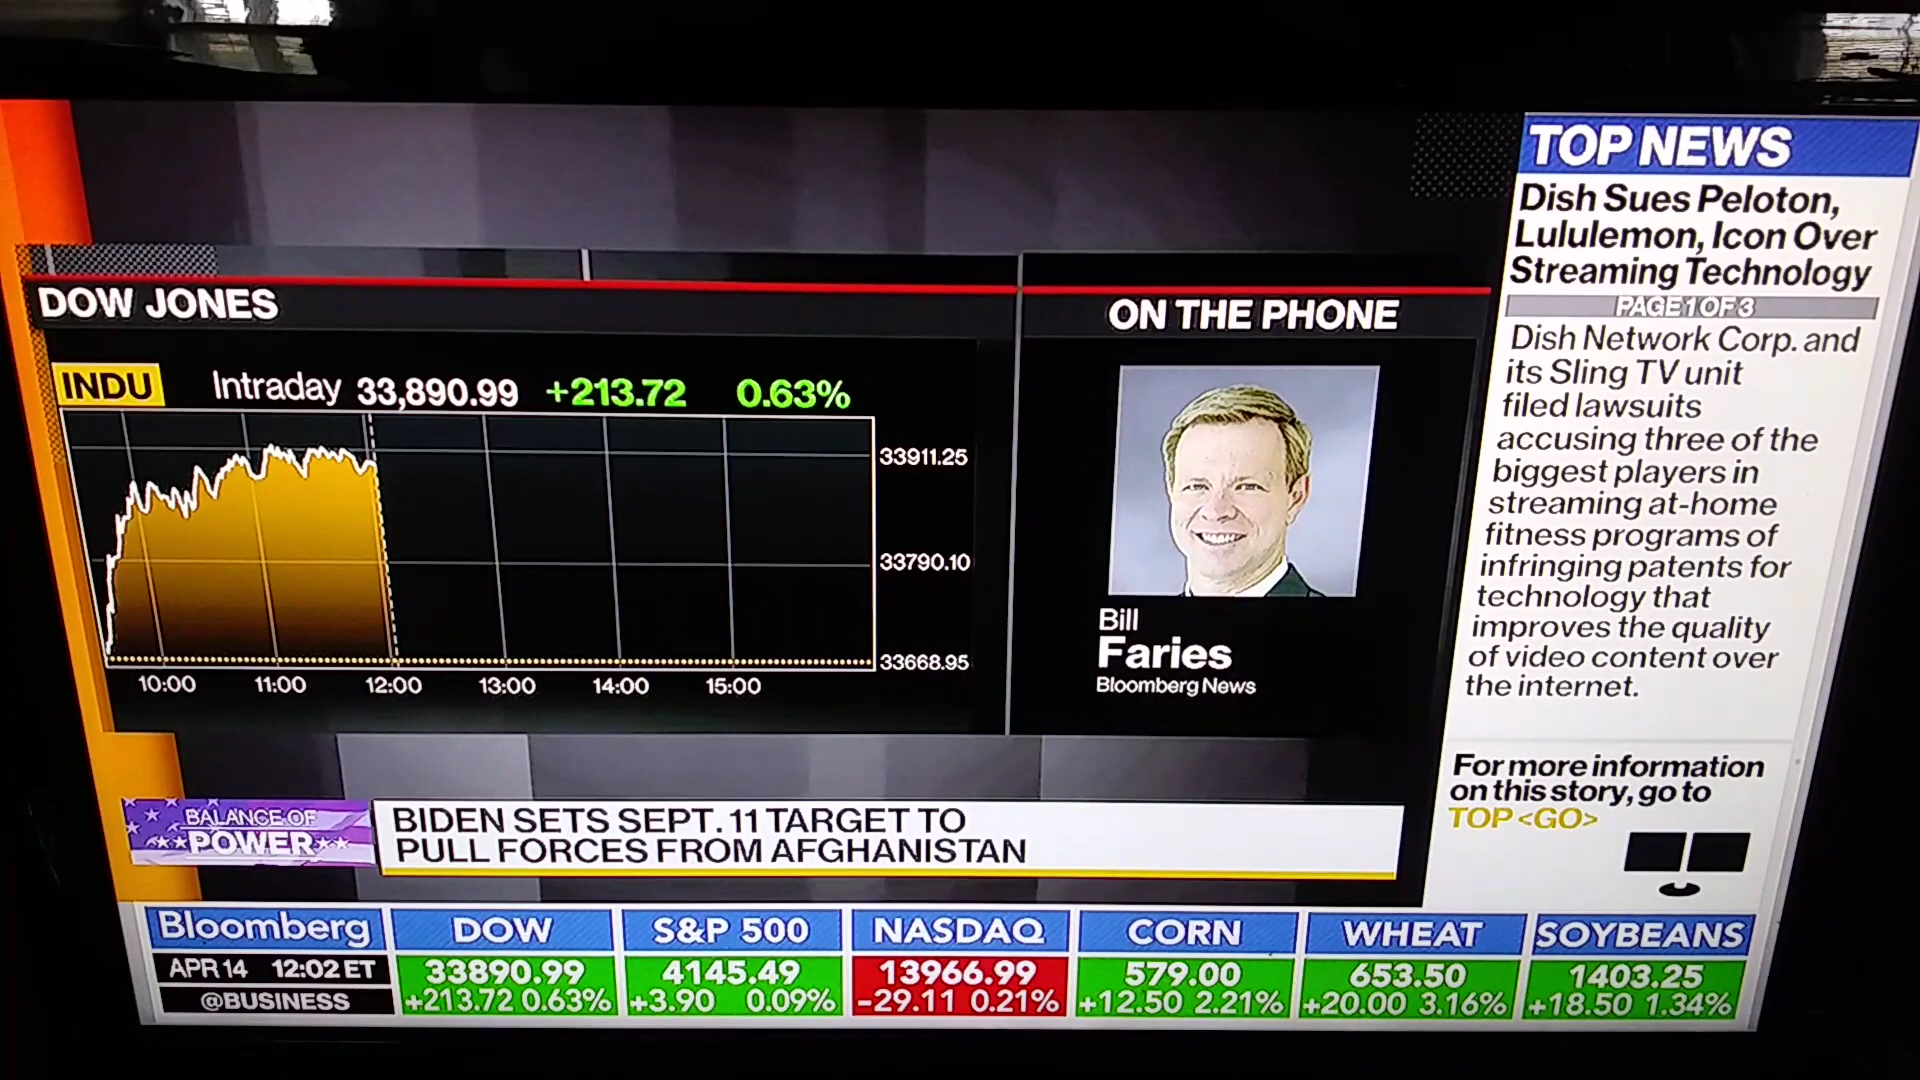 TOP NEWS
Dish Sues Peloton,
Lululemon, Icon Over
Streaming Technology
PAGE 1 OF 3
Dish Network Corp. and
its Sling TV unit
filed lawsuits
accusing three of the
biggest players in
streaming at-home
fitness programs of
infringing patents for
technology that
improves the quality
of video content over
the internet.
For more information
on this story, go to
TOP <GO>
DOW JONES
INDU Intraday 33,890.99 +213.72 0.63%
33911.25
33790.10
33668.95
10:00 11:00 12:00 13:00 14:00 15:00
ON THE PHONE
Bill
Faries
Bloomberg News
BALANCE OF
POWER
BIDEN SETS SEPT. 11 TARGET TO
PULL FORCES FROM AFGHANISTAN
Bloomberg DOW S&P 500 NASDAQ CORN WHEAT SOYBEANS
APR 14 12:02 ET 33890.99 4145.49 13966.99 579.00 653.50 1403.25
@BUSINESS +213.72 0.63% +3.90 0.09% -29.11 0.21% +12.50 2.21% +20.00 3.16% +18.50 1.34%